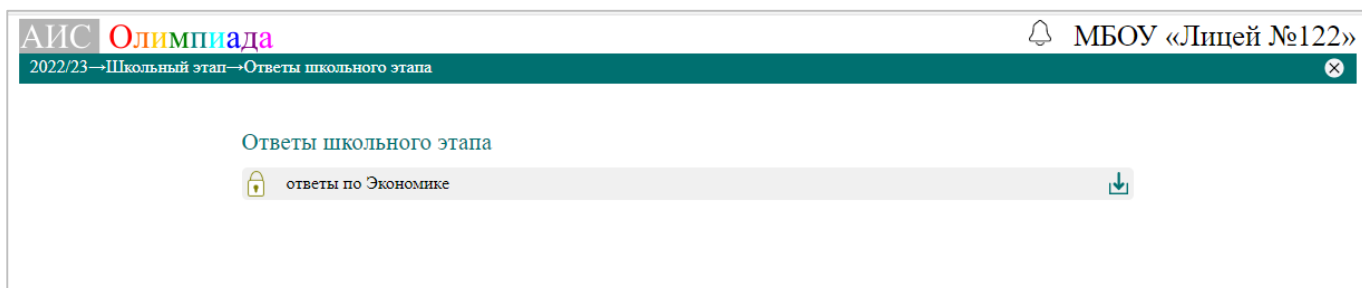 АИС Олимпиада
МБОУ «Лицей №122»
2022/23→Школьный этап→Ответы школьного этапа
Ответы школьного этапа
ответы по Экономике